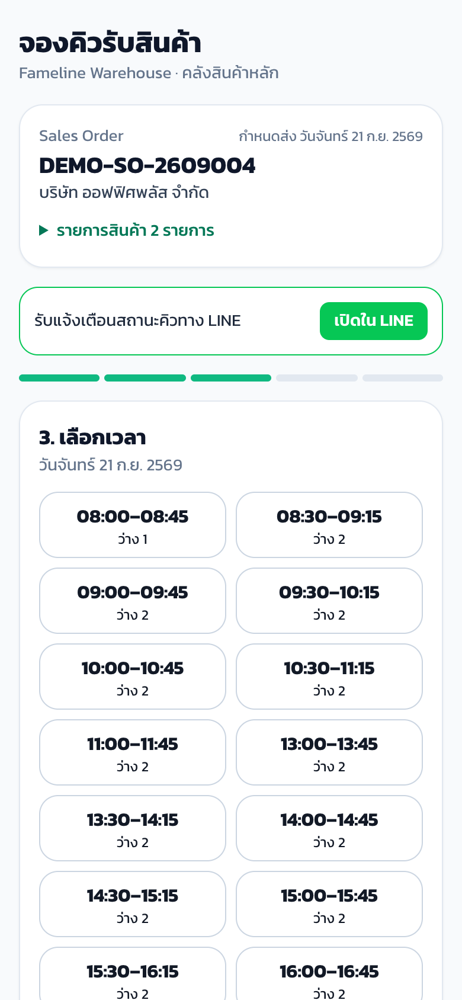 จองคิวรับสินค้า
Fameline Warehouse · คลังสินค้าหลัก
Sales Order
กำหนดส่ง วันจันทร์ 21 ก.ย. 2569
DEMO-SO-2609004
บริษัท ออฟฟิศพลัส จำกัด
▶ รายการสินค้า 2 รายการ
รับแจ้งเตือนสถานะคิวทาง LINE
เปิดใน LINE
3. เลือกเวลา
วันจันทร์ 21 ก.ย. 2569
08:00–08:45
ว่าง 1
08:30–09:15
ว่าง 2
09:00–09:45
ว่าง 2
09:30–10:15
ว่าง 2
10:00–10:45
ว่าง 2
10:30–11:15
ว่าง 2
11:00–11:45
ว่าง 2
13:00–13:45
ว่าง 2
13:30–14:15
ว่าง 2
14:00–14:45
ว่าง 2
14:30–15:15
ว่าง 2
15:00–15:45
ว่าง 2
15:30–16:15
ว่าง 2
16:00–16:45
ว่าง 2